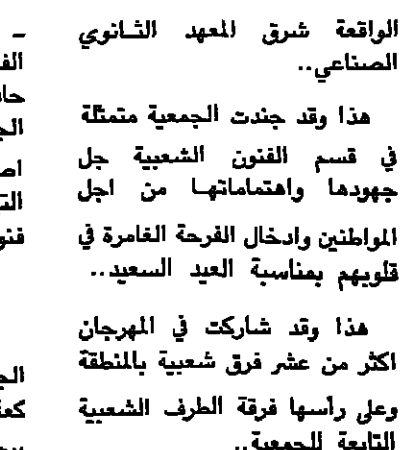 الواقعة شرق المعهد الثانوي
الصناعي..
هذا وقد جندت الجمعية متمثلة
في قسم الفنون الشعبية جل
جهودها واهتماماتها من اجل
المواطنين وادخال الفرحة الغامرة في
قلوبهم بمناسبة العيد السعيد..
هذا وقد شاركت في المهرجان
اكثر من عشر فرق شعبية بالمنطقة
وعلى رأسها فرقة الطرف الشعبية
التابعة للجمعية..